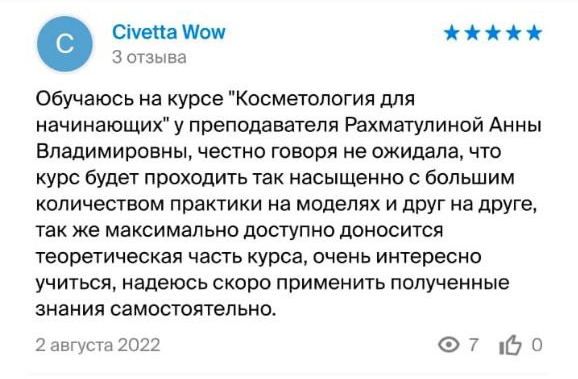 C
Civetta Wow
3 отзыва
Обучаюсь на курсе "Косметология для
начинающих" у преподавателя Рахматулиной Анны
Владимировны, честно говоря не ожидала, что
курс будет проходить так насыщенно с большим
количеством практики на моделях и друг на друге,
так же максимально доступно доносится
теоретическая часть курса, очень интересно
учиться, надеюсь скоро применить полученные
знания самостоятельно.
2 августа 2022 7 0